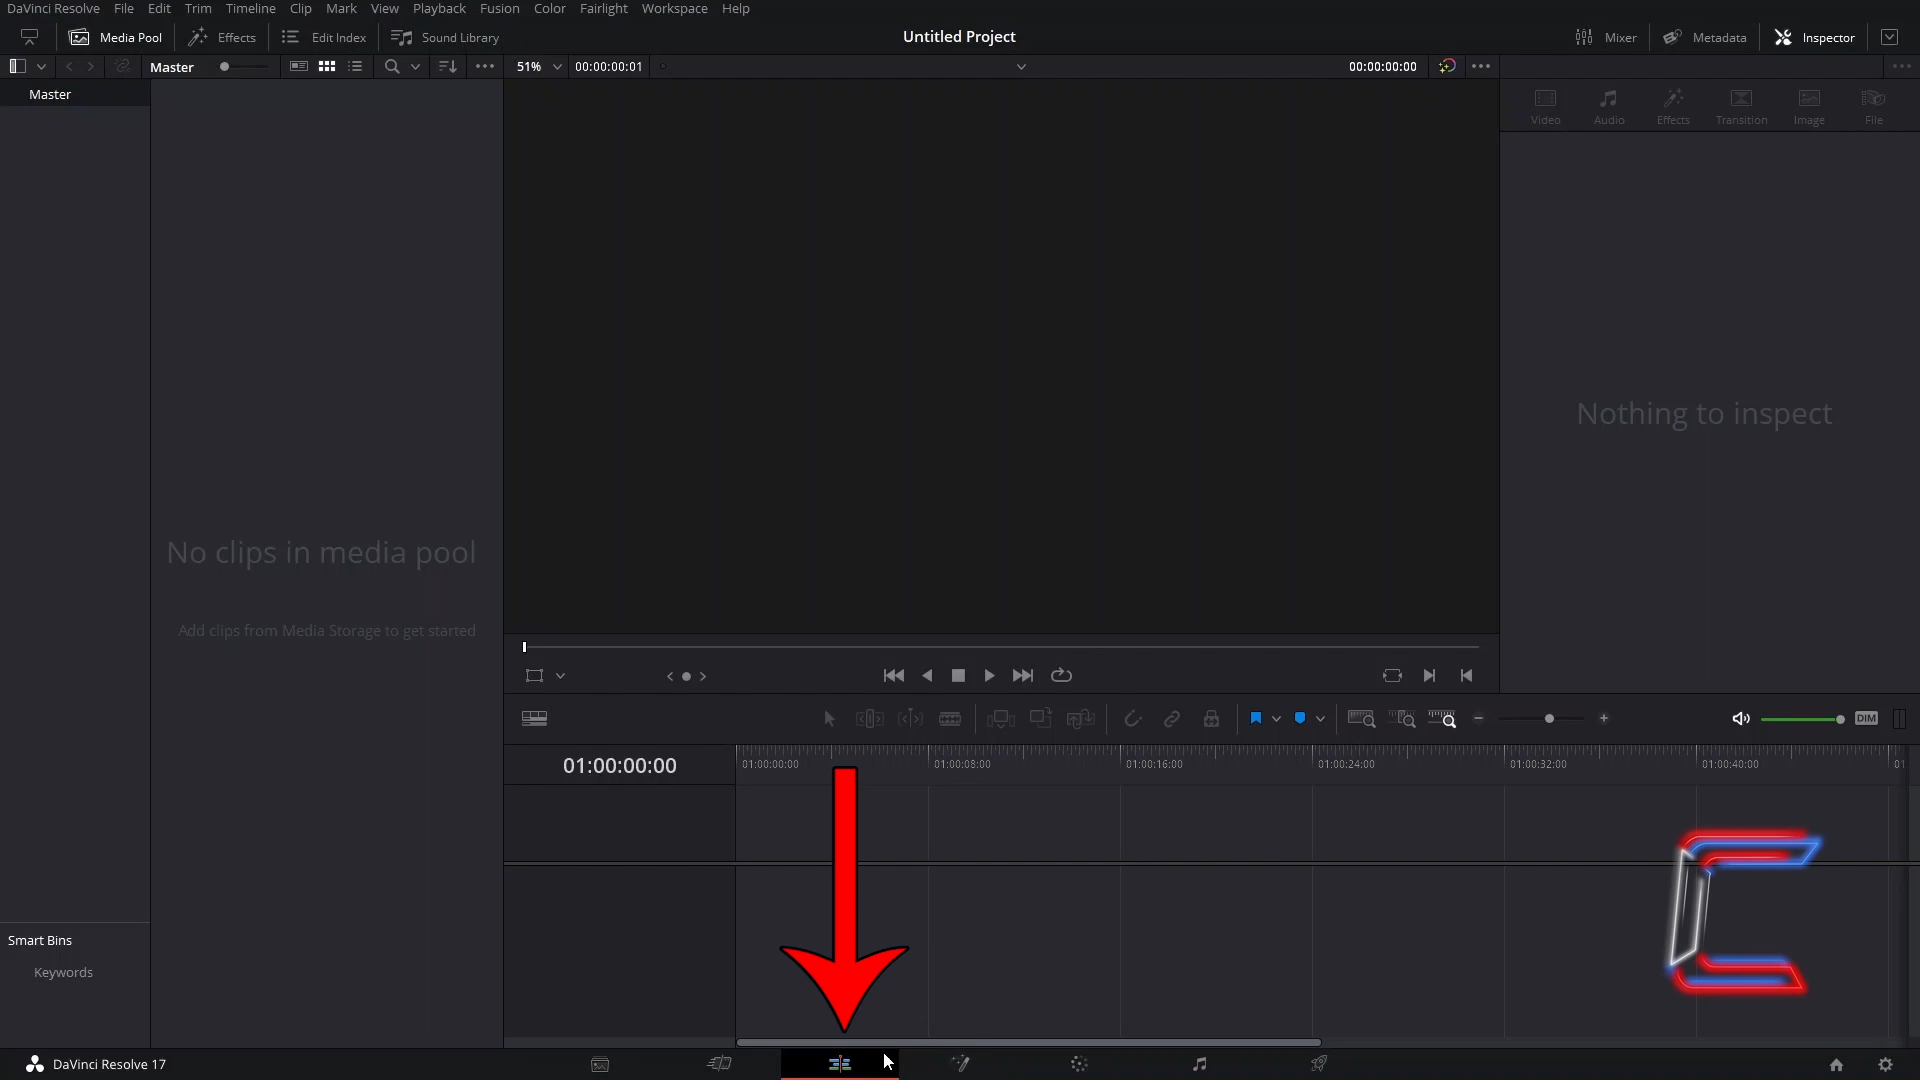 DaVinci Resolve File Edit Trim Timeline Clip Mark View Playback Fusion Color Fairlight Workspace Help
Media Pool Effects Edit Index Sound Library Untitled Project Mixer Metadata Inspector
Master 51% 00:00:00:01 00:00:00:00
Master
Video Audio Effects Transition Image File
Nothing to inspect
No clips in media pool
Add clips from Media Storage to get started
DIM
01:00:00:00 01:00:00:00 01:00:08:00 01:00:16:00 01:00:24:00 01:00:32:00 01:00:40:00 01
Smart Bins
Keywords
DaVinci Resolve 17